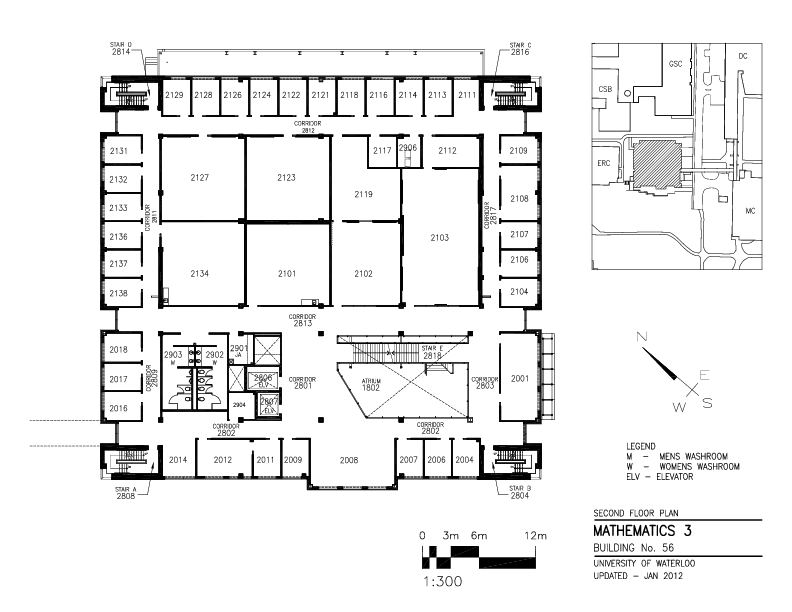 STAIR D
2814
STAIR C
2816
2129
2128
2126
2124
2122
2121
2118
2116
2114
2113
2111
CORRIDOR
2812
2131
2132
2133
2136
2137
2138
CORRIDOR
2811
2127
2123
2117
2906
2112
2119
2103
2134
2101
2102
CORRIDOR
2817
2109
2108
2107
2106
2104
CORRIDOR
2813
2018
2017
2016
CORRIDOR
2809
2903
W
2902
W
2901
JA
2806
ELV
2807
ELV
2904
CORRIDOR
2801
STAIR E
2818
ATRIUM
1802
CORRIDOR
2803
2001
CORRIDOR
2802
CORRIDOR
2802
2014
2012
2011
2009
2008
2007
2006
2004
STAIR A
2808
STAIR B
2804
GSC
DC
CSB
ERC
MC
N
E
W
S
LEGEND
M – MENS WASHROOM
W – WOMENS WASHROOM
ELV – ELEVATOR
0 3m 6m 12m
1:300
SECOND FLOOR PLAN
MATHEMATICS 3
BUILDING No. 56
UNIVERSITY OF WATERLOO
UPDATED – JAN 2012